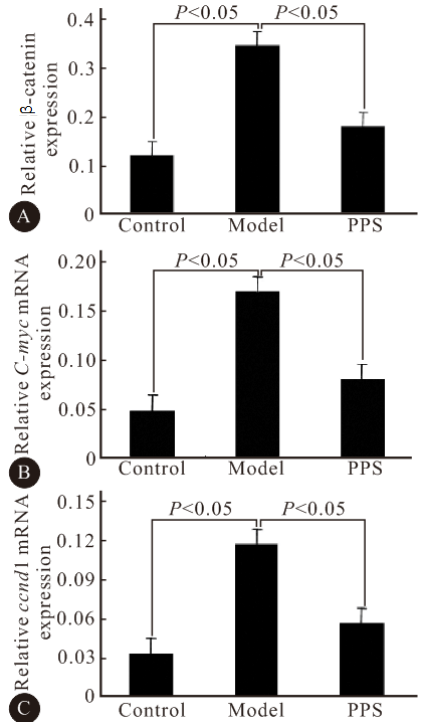 P<0.05 P<0.05
0.4
0.3
0.2
0.1
0
Relative β-catenin
expression
A
Control Model PPS
P<0.05 P<0.05
0.20
0.15
0.10
0.05
0
Relative C-myc mRNA
expression
B
Control Model PPS
P<0.05 P<0.05
0.15
0.12
0.09
0.06
0.03
0
Relative ccnd1 mRNA
expression
C
Control Model PPS